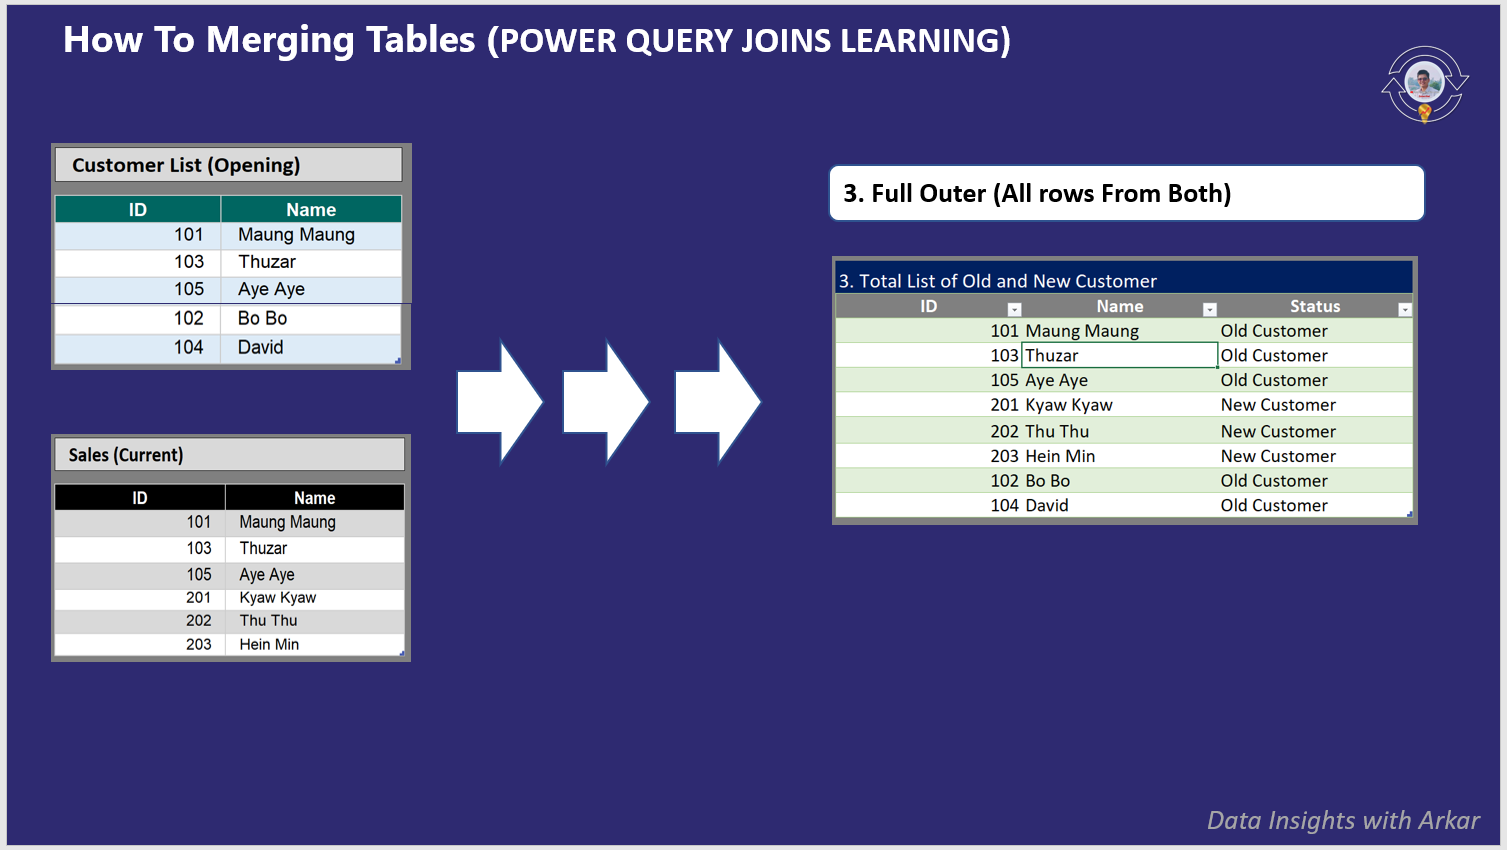 How To Merging Tables (POWER QUERY JOINS LEARNING)
Customer List (Opening)
ID Name
101 Maung Maung
103 Thuzar
105 Aye Aye
102 Bo Bo
104 David
Sales (Current)
ID Name
101 Maung Maung
103 Thuzar
105 Aye Aye
201 Kyaw Kyaw
202 Thu Thu
203 Hein Min
3. Full Outer (All rows From Both)
3. Total List of Old and New Customer
ID Name Status
101 Maung Maung Old Customer
103 Thuzar Old Customer
105 Aye Aye Old Customer
201 Kyaw Kyaw New Customer
202 Thu Thu New Customer
203 Hein Min New Customer
102 Bo Bo Old Customer
104 David Old Customer
Data Insights with Arkar